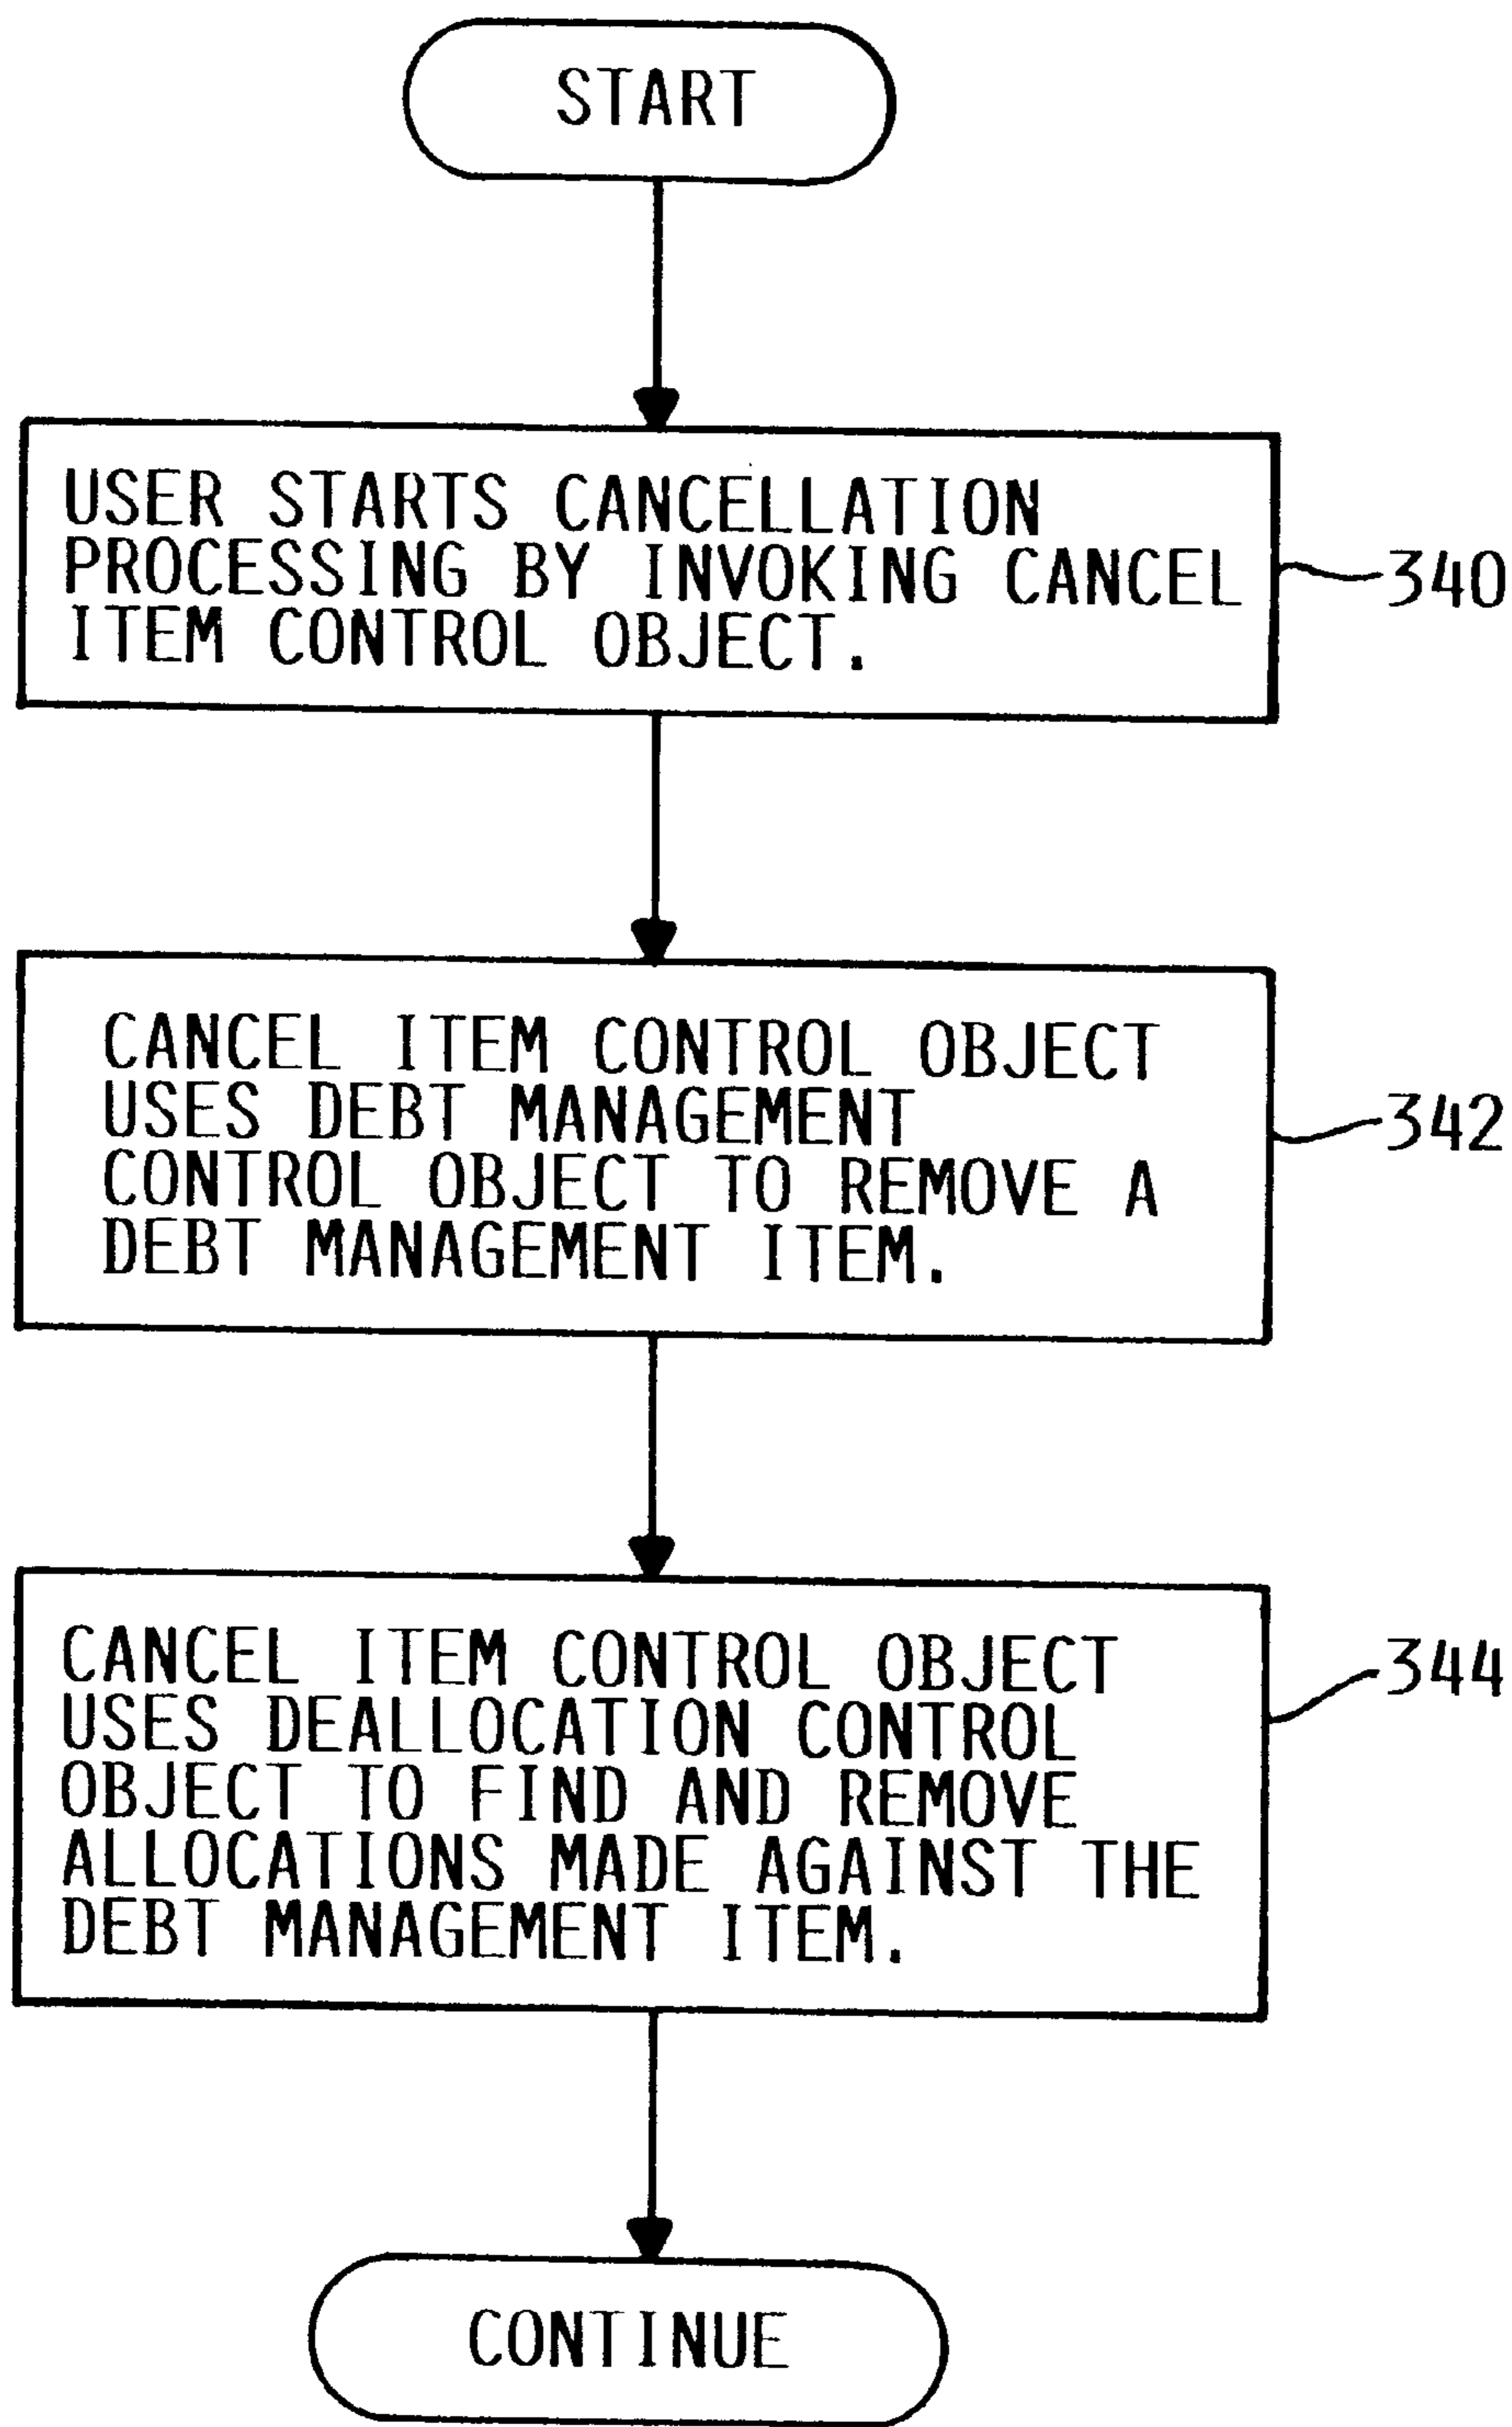 START
USER STARTS CANCELLATION
PROCESSING BY INVOKING CANCEL
ITEM CONTROL OBJECT.
340
CANCEL ITEM CONTROL OBJECT
USES DEBT MANAGEMENT
CONTROL OBJECT TO REMOVE A
DEBT MANAGEMENT ITEM.
342
CANCEL ITEM CONTROL OBJECT
USES DEALLOCATION CONTROL
OBJECT TO FIND AND REMOVE
ALLOCATIONS MADE AGAINST THE
DEBT MANAGEMENT ITEM.
344
CONTINUE